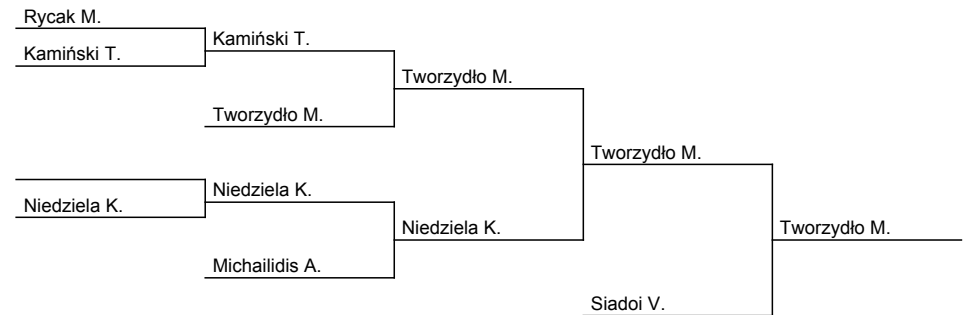 Rycak M.
Kamiński T.
Kamiński T.
Tworzydło M.
Tworzydło M.
Tworzydło M.
Niedziela K.
Niedziela K.
Niedziela K.
Tworzydło M.
Michailidis A.
Siadoi V.